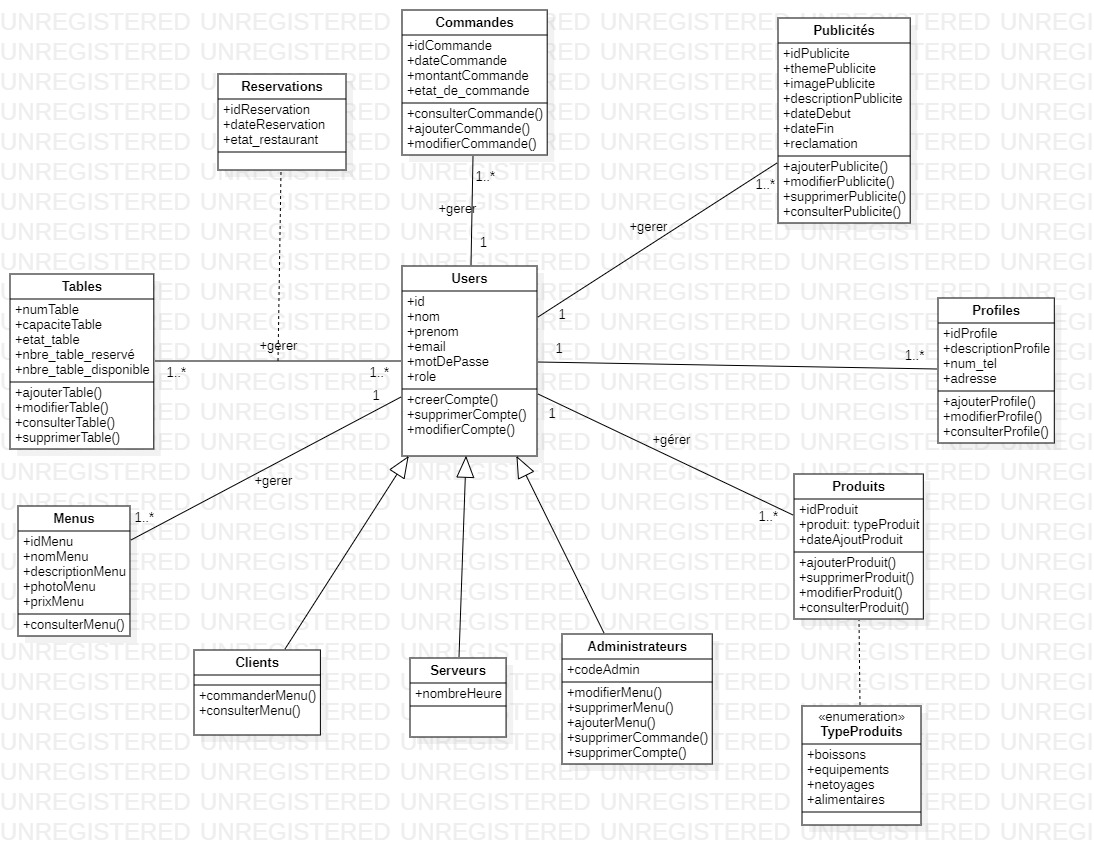 Commandes
+idCommande
+dateCommande
+montantCommande
+etat_de_commande
+consulterCommande()
+ajouterCommande()
+modifierCommande()
Publicités
+idPublicite
+themePublicite
+imagePublicite
+descriptionPublicite
+dateDebut
+dateFin
+reclamation
+ajouterPublicite()
+modifierPublicite()
+supprimerPublicite()
+consulterPublicite()
Reservations
+idReservation
+dateReservation
+etat_restaurant
1..*
+gerer
1
1..*
+gerer
1
Tables
+numTable
+capaciteTable
+etat_table
+nbre_table_reservé
+nbre_table_disponible
+ajouterTable()
+modifierTable()
+consulterTable()
+supprimerTable()
+gérer
1..*
1..*
Users
+id
+nom
+prenom
+email
+motDePasse
+role
+creerCompte()
+supprimerCompte()
+modifierCompte()
1
1..*
Profiles
+idProfile
+descriptionProfile
+num_tel
+adresse
+ajouterProfile()
+modifierProfile()
+consulterProfile()
1
+gerer
1..*
1
+gérer
1..*
Menus
+idMenu
+nomMenu
+descriptionMenu
+photoMenu
+prixMenu
+consulterMenu()
Produits
+idProduit
+produit: typeProduit
+dateAjoutProduit
+ajouterProduit()
+supprimerProduit()
+modifierProduit()
+consulterProduit()
Clients
+commanderMenu()
+consulterMenu()
Serveurs
+nombreHeure
Administrateurs
+codeAdmin
+modifierMenu()
+supprimerMenu()
+ajouterMenu()
+supprimerCommande()
+supprimerCompte()
«enumeration»
TypeProduits
+boissons
+equipements
+netoyages
+alimentaires
UNREGISTERED